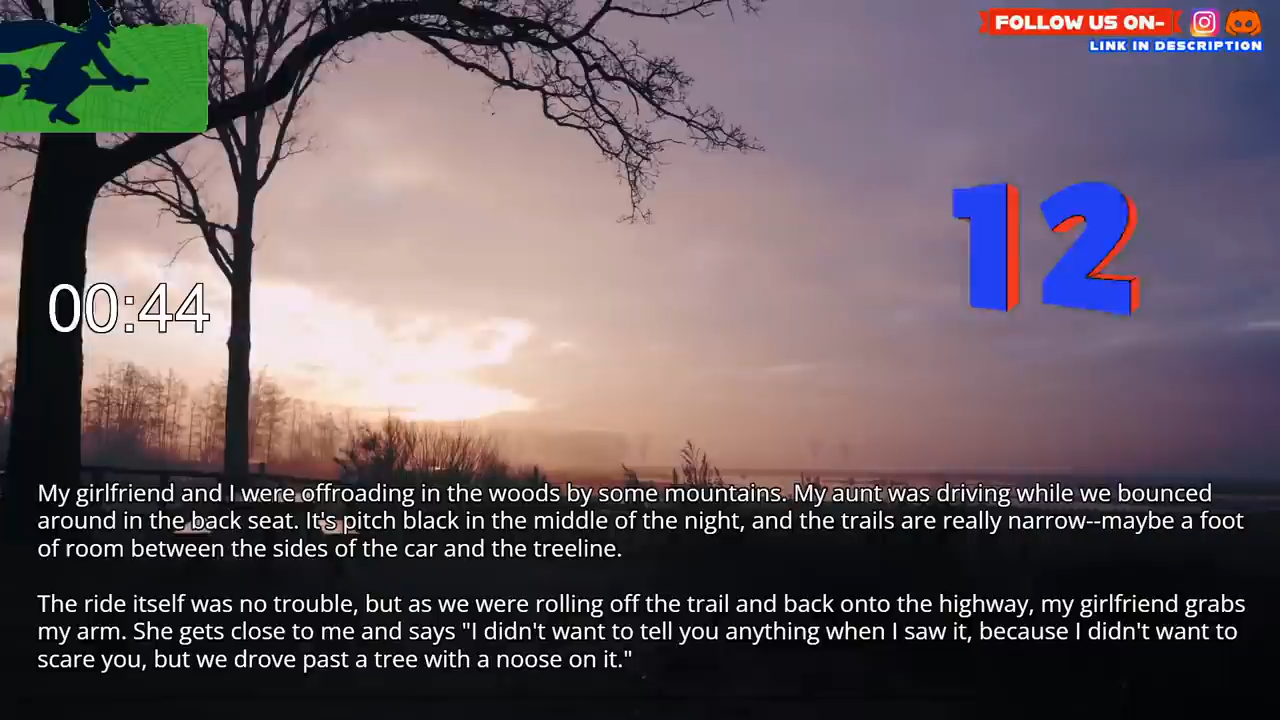 FOLLOW US ON-
LINK IN DESCRIPTION
12
00:44
My girlfriend and I were offroading in the woods by some mountains. My aunt was driving while we bounced
around in the back seat. It's pitch black in the middle of the night, and the trails are really narrow--maybe a foot
of room between the sides of the car and the treeline.
The ride itself was no trouble, but as we were rolling off the trail and back onto the highway, my girlfriend grabs
my arm. She gets close to me and says "I didn't want to tell you anything when I saw it, because I didn't want to
scare you, but we drove past a tree with a noose on it."